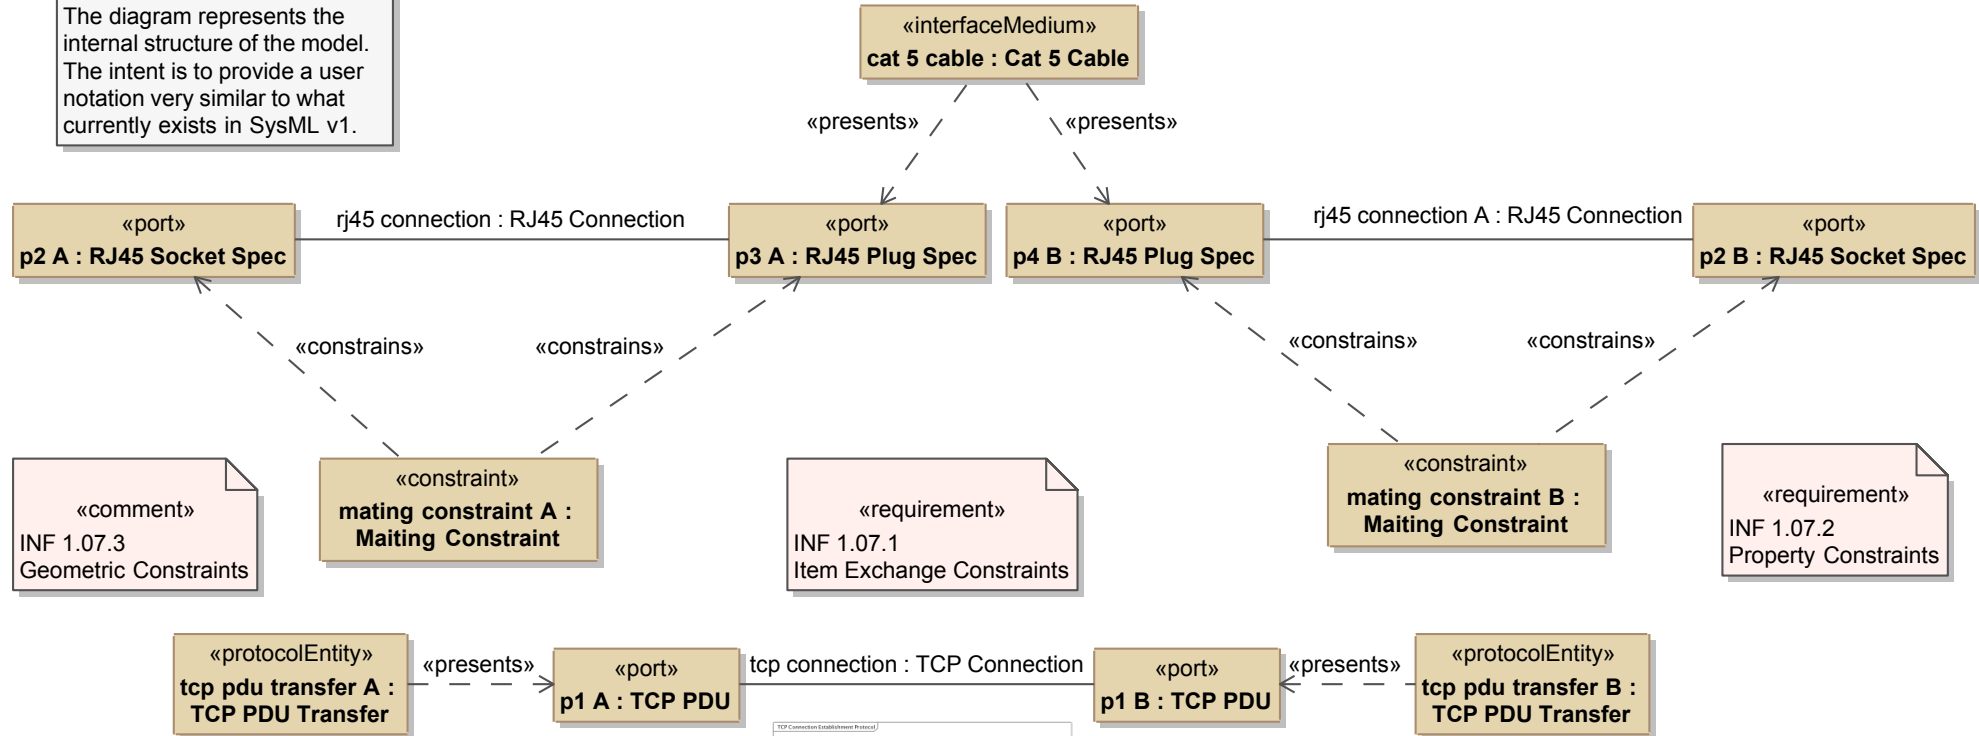 The diagram represents the
internal structure of the model.
The intent is to provide a user
notation very similar to what
currently exists in SysML v1.
«interfaceMedium»
cat 5 cable : Cat 5 Cable
«presents»
«presents»
«port»
p2 A : RJ45 Socket Spec
rj45 connection : RJ45 Connection
«port»
p3 A : RJ45 Plug Spec
«port»
p4 B : RJ45 Plug Spec
rj45 connection A : RJ45 Connection
«port»
p2 B : RJ45 Socket Spec
«constrains»
«constrains»
«constrains»
«constrains»
«comment»
INF 1.07.3
Geometric Constraints
«constraint»
mating constraint A :
Maiting Constraint
«requirement»
INF 1.07.1
Item Exchange Constraints
«constraint»
mating constraint B :
Maiting Constraint
«requirement»
INF 1.07.2
Property Constraints
«protocolEntity»
tcp pdu transfer A :
TCP PDU Transfer
«presents»
«port»
p1 A : TCP PDU
tcp connection : TCP Connection
«port»
p1 B : TCP PDU
«presents»
«protocolEntity»
tcp pdu transfer B :
TCP PDU Transfer
TCP Connection Establishment Protocol